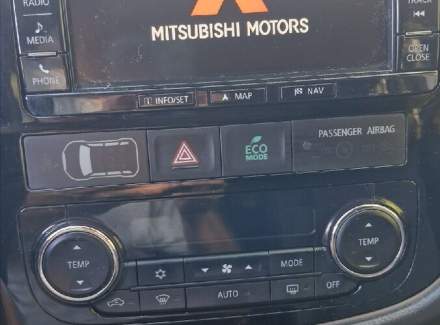 RADIO
TRACK
MEDIA
MITSUBISHI MOTORS
OPEN
CLOSE
PHONE
INFO/SET
MAP
NAV
ECO
MODE
PASSENGER AIRBAG
TEMP
MODE
TEMP
AUTO
OFF